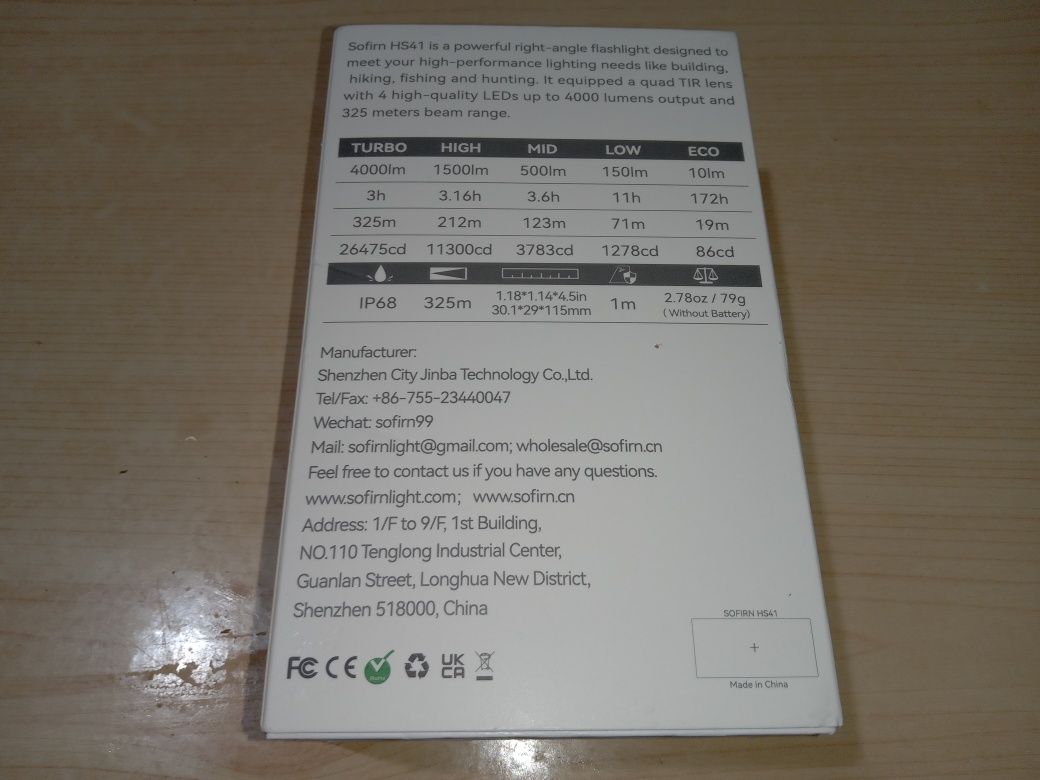 Sofirn HS41 is a powerful right-angle flashlight designed to
meet your high-performance lighting needs like building,
hiking, fishing and hunting. It equipped a quad TIR lens
with 4 high-quality LEDs up to 4000 lumens output and
325 meters beam range.
TURBO HIGH MID LOW ECO
4000lm 1500lm 500lm 150lm 10lm
3h 3.16h 3.6h 11h 172h
325m 212m 123m 71m 19m
26475cd 11300cd 3783cd 1278cd 86cd
IP68 325m 1.18*1.14*4.5in 1m 2.78oz / 79g
30.1*29*115mm (Without Battery)
Manufacturer:
Shenzhen City Jinba Technology Co.,Ltd.
Tel/Fax: +86-755-23440047
Wechat: sofirn99
Mail: sofirnlight@gmail.com; wholesale@sofirn.cn
Feel free to contact us if you have any questions.
www.sofirnlight.com; www.sofirn.cn
Address: 1/F to 9/F, 1st Building,
NO.110 Tenglong Industrial Center,
Guanlan Street, Longhua New District,
Shenzhen 518000, China
SOFIRN HS41
FC CE RoHS UK CA
Made in China